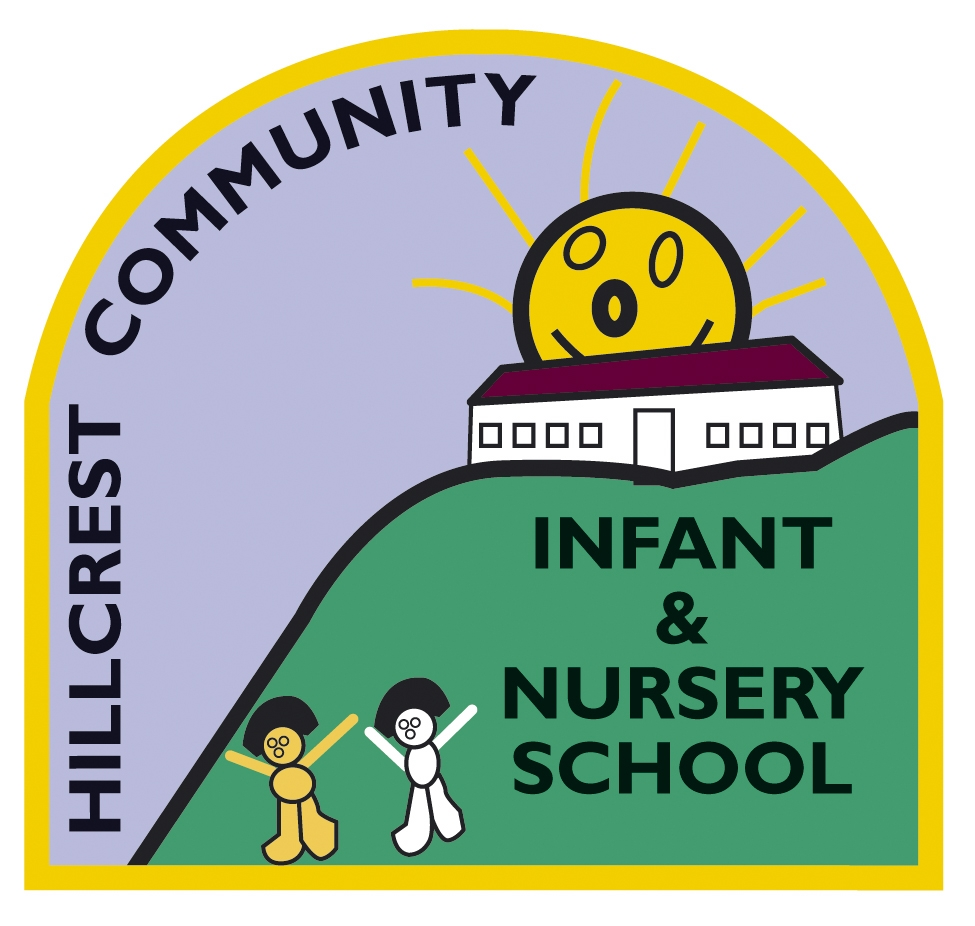 HILLCREST COMMUNITY
INFANT
&
NURSERY
SCHOOL